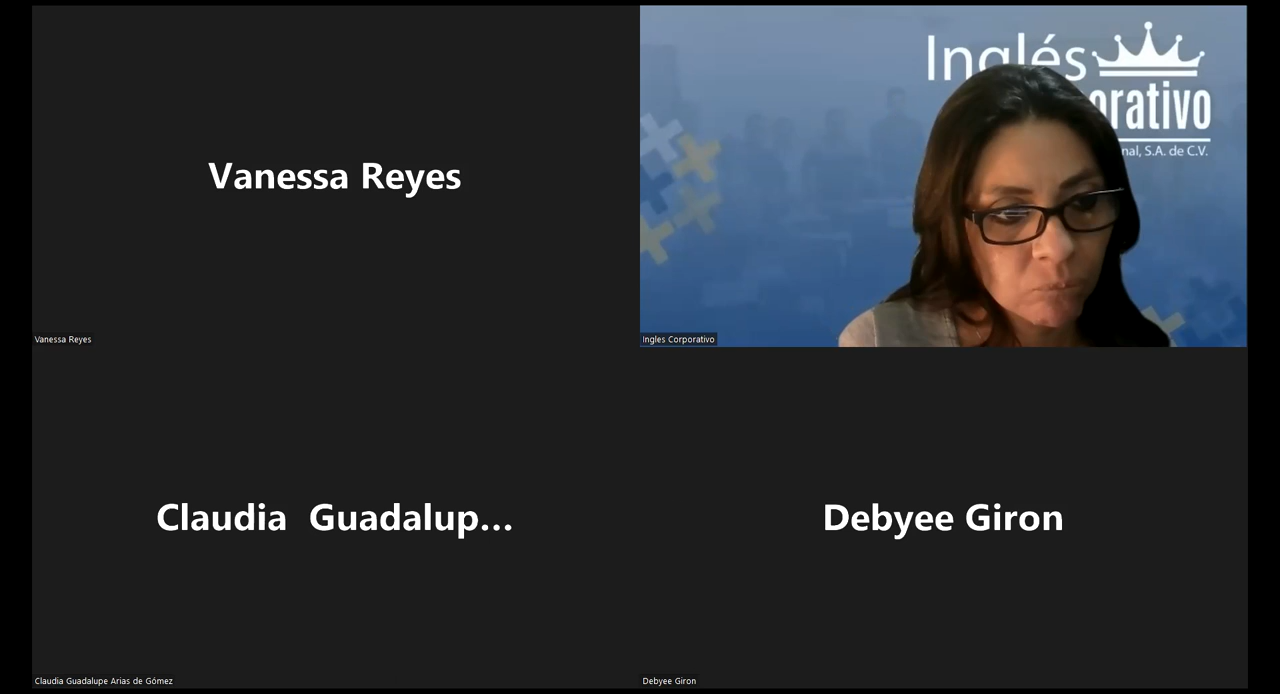 Vanessa Reyes
Vanessa Reyes
Inglés
orativo
nal, S.A. de C.V.
Ingles Corporativo
Claudia Guadalup...
Claudia Guadalupe Arias de Gómez
Debyee Giron
Debyee Giron